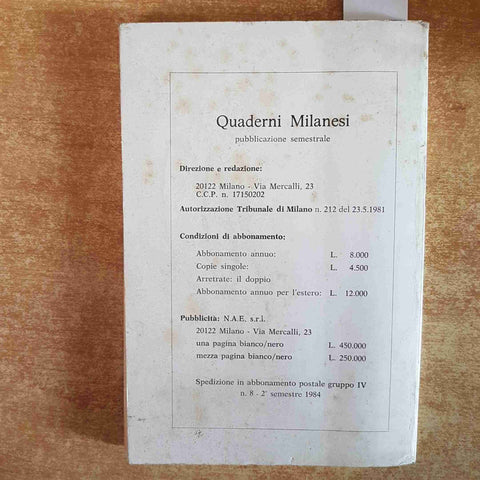 Quaderni Milanesi
pubblicazione semestrale
Direzione e redazione:
20122 Milano - Via Mercalli, 23
C.C.P. n. 17150202
Autorizzazione Tribunale di Milano n. 212 del 23.5.1981
Condizioni di abbonamento:
Abbonamento annuo: L. 8.000
Copie singole: L. 4.500
Arretrate: il doppio
Abbonamento annuo per l'estero: L. 12.000
Pubblicità: N.A.E. s.r.l.
20122 Milano - Via Mercalli, 23
una pagina bianco/nero L. 450.000
mezza pagina bianco/nero L. 250.000
Spedizione in abbonamento postale gruppo IV
n. 8 - 2° semestre 1984